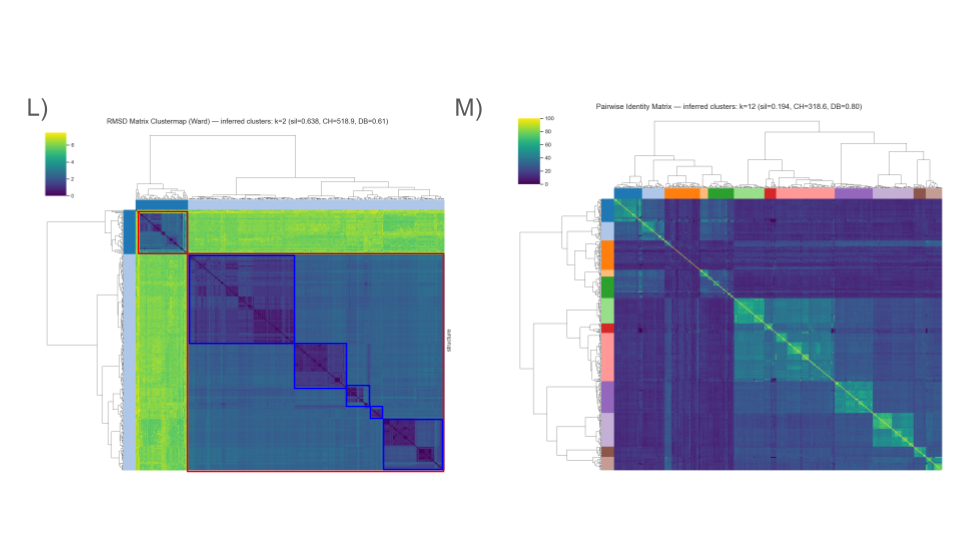 L)
M)
RMSD Matrix Clustermap (Ward) — inferred clusters: k=2 (sil=0.638, CH=518.9, DB=0.61)
Pairwise Identity Matrix — inferred clusters: k=12 (sil=0.194, CH=318.6, DB=0.80)
6
4
2
0
100
80
60
40
20
0
structure